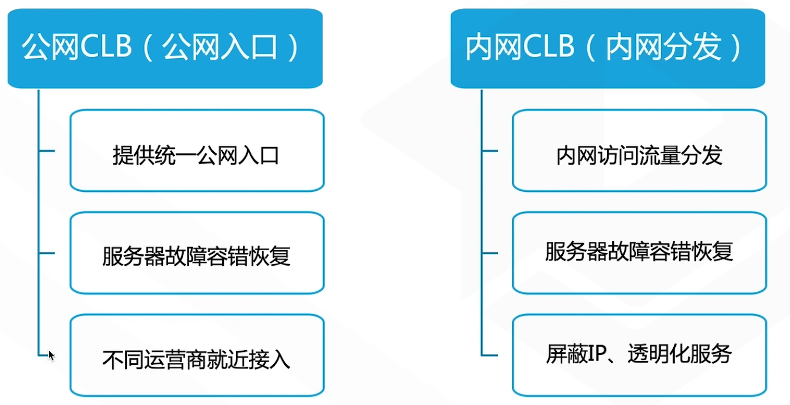 公网CLB（公网入口）
提供统一公网入口
服务器故障容错恢复
不同运营商就近接入
内网CLB（内网分发）
内网访问流量分发
服务器故障容错恢复
屏蔽IP、透明化服务